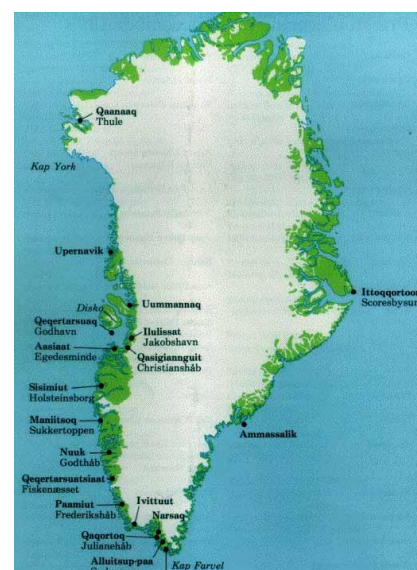 Qaanaaq
Thule
Kap York
Upernavik
Ittoqqortoor
Scoresbysun
Uummannaq
Disko
Qeqertarsuaq
Godhavn
Ilulissat
Jakobshavn
Aasiaat
Egedesminde
Qasigiannguit
Christianshåb
Sisimiut
Holsteinsborg
Maniitsoq
Sukkertoppen
Ammassalik
Nuuk
Godthåb
Qeqertarsuatsiaat
Fiskenæsset
Paamiut
Frederikshåb
Ivittuut
Narsaq
Qaqortoq
Julianehåb
Alluitsup-paa
Kap Farvel